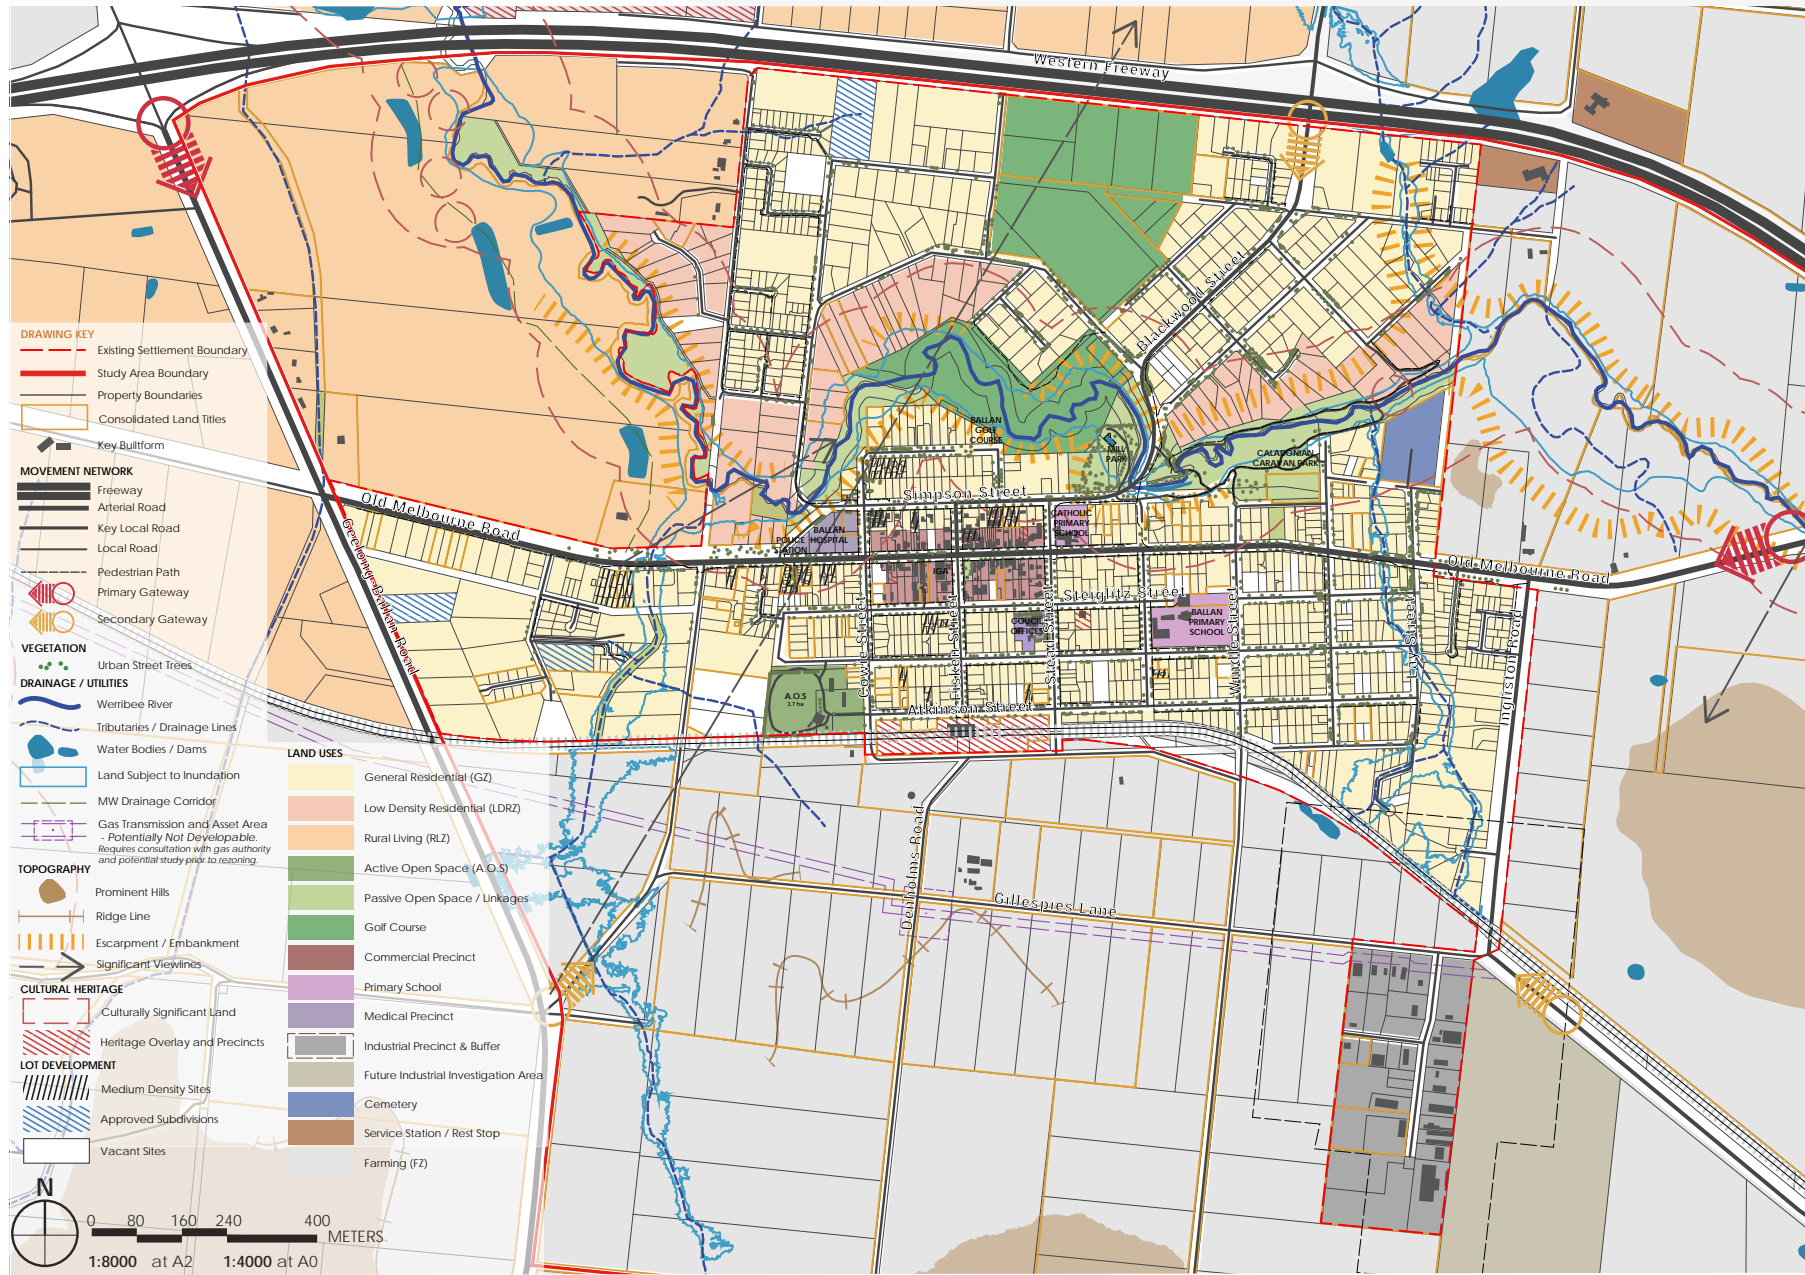 Western Freeway
Blackwood Street
BALLAN
GOLF
COURSE
MILL
PARK
CALADONIAN
CARAVAN PARK
Simpson Street
Old Melbourne Road
CATHOLIC
PRIMARY
SCHOOL
BALLAN
HOSPITAL
POLICE
STATION
IGA
Old Melbourne Road
Geelong-Ballan Road
Steiglitz Street
COUCIL
OFFICES
BALLAN
PRIMARY
SCHOOL
Cowie Street
Fisken Street
Stead Street
Windle Street
Ingliston Road
A.O.S
3.7 ha
Atkinson Street
Denholms Road
Gillespies Lane
DRAWING KEY
Existing Settlement Boundary
Study Area Boundary
Property Boundaries
Consolidated Land Titles
Key Builtform
MOVEMENT NETWORK
Freeway
Arterial Road
Key Local Road
Local Road
Pedestrian Path
Primary Gateway
Secondary Gateway
VEGETATION
Urban Street Trees
DRAINAGE / UTILITIES
Werribee River
Tributaries / Drainage Lines
Water Bodies / Dams
Land Subject to Inundation
MW Drainage Corridor
Gas Transmission and Asset Area
- Potentially Not Developable.
Requires consultation with gas authority
and potential study prior to rezoning.
TOPOGRAPHY
Prominent Hills
Ridge Line
Escarpment / Embankment
Significant Viewlines
CULTURAL HERITAGE
Culturally Significant Land
Heritage Overlay and Precincts
LOT DEVELOPMENT
Medium Density Sites
Approved Subdivisions
Vacant Sites
LAND USES
General Residential (GZ)
Low Density Residential (LDRZ)
Rural Living (RLZ)
Active Open Space (A.O.S)
Passive Open Space / Linkages
Golf Course
Commercial Precinct
Primary School
Medical Precinct
Industrial Precinct & Buffer
Future Industrial Investigation Area
Cemetery
Service Station / Rest Stop
Farming (FZ)
N
0 80 160 240 400
METERS
1:8000 at A2 1:4000 at A0